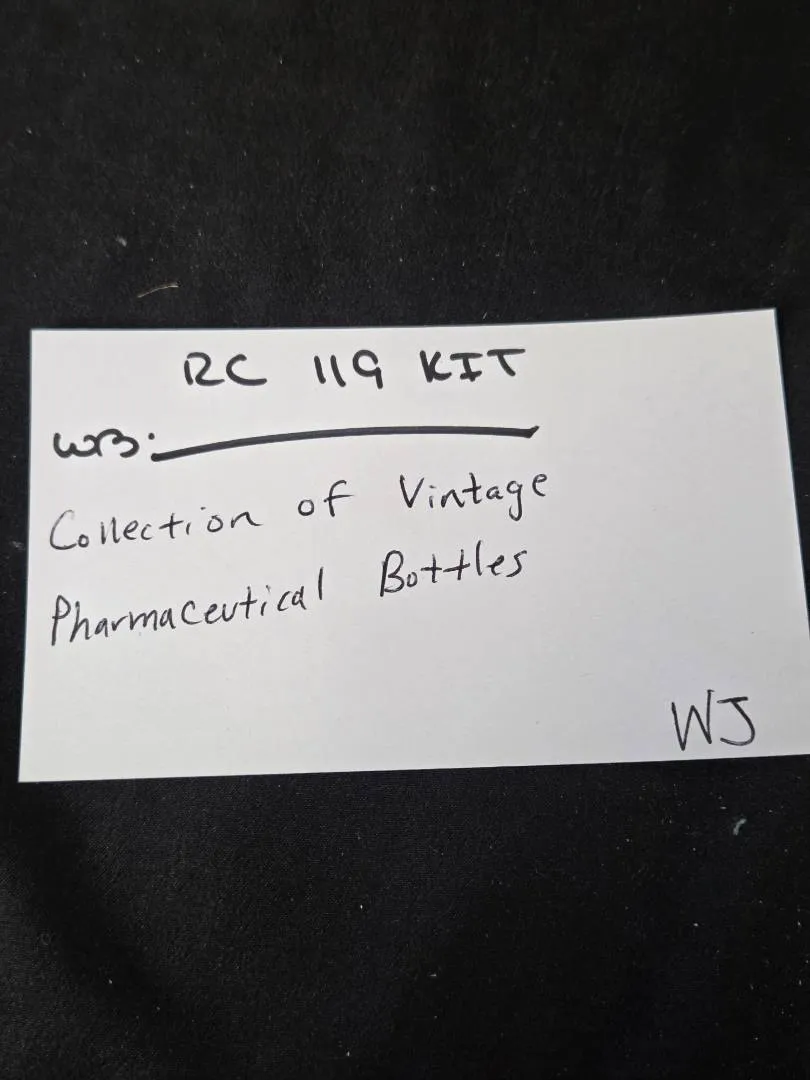 RC 119 KIT
WB:
Collection of Vintage
Pharmaceutical Bottles
WJ